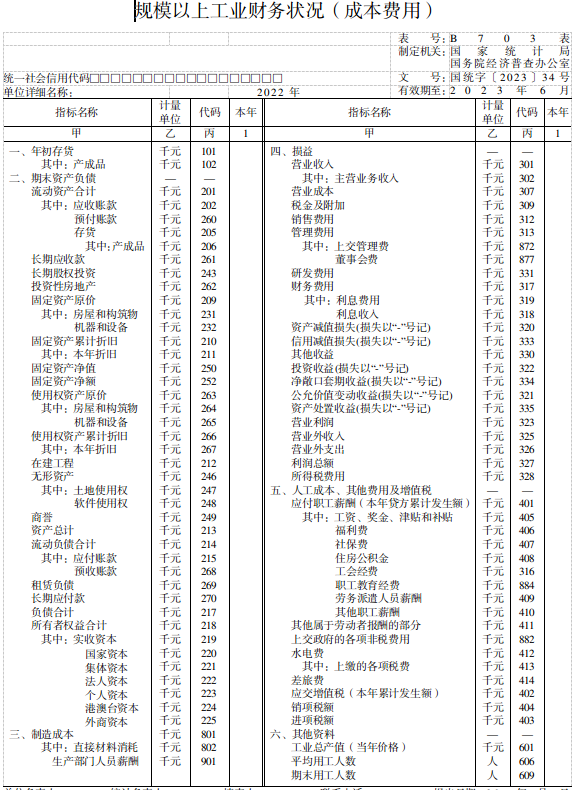 规模以上工业财务状况（成本费用）
表 号：B 7 0 3 表
制定机关：国 家 统 计 局
国务院经济普查办公室
统一社会信用代码□□□□□□□□□□□□□□□□□□ 文 号：国统字〔2023〕34 号
单位详细名称： 2022 年 有效期至：2 0 2 3 年 6 月
指标名称 计量单位 代码 本年 指标名称 计量单位 代码 本年
甲 乙 丙 1 甲 乙 丙 1
一、年初存货 千元 101 四、损益 — —
其中：产成品 千元 102 营业收入 千元 301
二、期末资产负债 — — 其中：主营业务收入 千元 302
流动资产合计 千元 201 营业成本 千元 307
其中：应收账款 千元 202 税金及附加 千元 309
预付账款 千元 260 销售费用 千元 312
存货 千元 205 管理费用 千元 313
其中:产成品 千元 206 其中：上交管理费 千元 872
长期应收款 千元 261 董事会费 千元 877
长期股权投资 千元 243 研发费用 千元 331
投资性房地产 千元 262 财务费用 千元 317
固定资产原价 千元 209 其中：利息费用 千元 319
其中：房屋和构筑物 千元 231 利息收入 千元 318
机器和设备 千元 232 资产减值损失(损失以“-”号记) 千元 320
固定资产累计折旧 千元 210 信用减值损失(损失以“-”号记) 千元 333
其中：本年折旧 千元 211 其他收益 千元 330
固定资产净值 千元 250 投资收益(损失以“-”号记) 千元 322
固定资产净额 千元 252 净敞口套期收益(损失以“-”号记) 千元 334
使用权资产原价 千元 263 公允价值变动收益(损失以“-”号记) 千元 321
其中：房屋和构筑物 千元 264 资产处置收益(损失以“-”号记) 千元 335
机器和设备 千元 265 营业利润 千元 323
使用权资产累计折旧 千元 266 营业外收入 千元 325
其中：本年折旧 千元 267 营业外支出 千元 326
在建工程 千元 212 利润总额 千元 327
无形资产 千元 246 所得税费用 千元 328
其中：土地使用权 千元 247 五、人工成本、其他费用及增值税 — —
软件使用权 千元 248 应付职工薪酬（本年贷方累计发生额） 千元 401
商誉 千元 249 其中：工资、奖金、津贴和补贴 千元 405
资产总计 千元 213 福利费 千元 406
流动负债合计 千元 214 社保费 千元 407
其中：应付账款 千元 215 住房公积金 千元 408
预收账款 千元 268 工会经费 千元 316
租赁负债 千元 269 职工教育经费 千元 884
长期应付款 千元 270 劳务派遣人员薪酬 千元 409
负债合计 千元 217 其他职工薪酬 千元 410
所有者权益合计 千元 218 其他属于劳动者报酬的部分 千元 411
其中：实收资本 千元 219 上交政府的各项非税费用 千元 882
国家资本 千元 220 水电费 千元 412
集体资本 千元 221 其中：上缴的各项税费 千元 413
法人资本 千元 222 差旅费 千元 414
个人资本 千元 223 应交增值税（本年累计发生额） 千元 402
港澳台资本 千元 224 销项税额 千元 404
外商资本 千元 225 进项税额 千元 403
三、制造成本 千元 801 六、其他资料 — —
其中：直接材料消耗 千元 802 工业总产值（当年价格） 千元 601
生产部门人员薪酬 千元 901 平均用工人数 人 606
期末用工人数 人 609